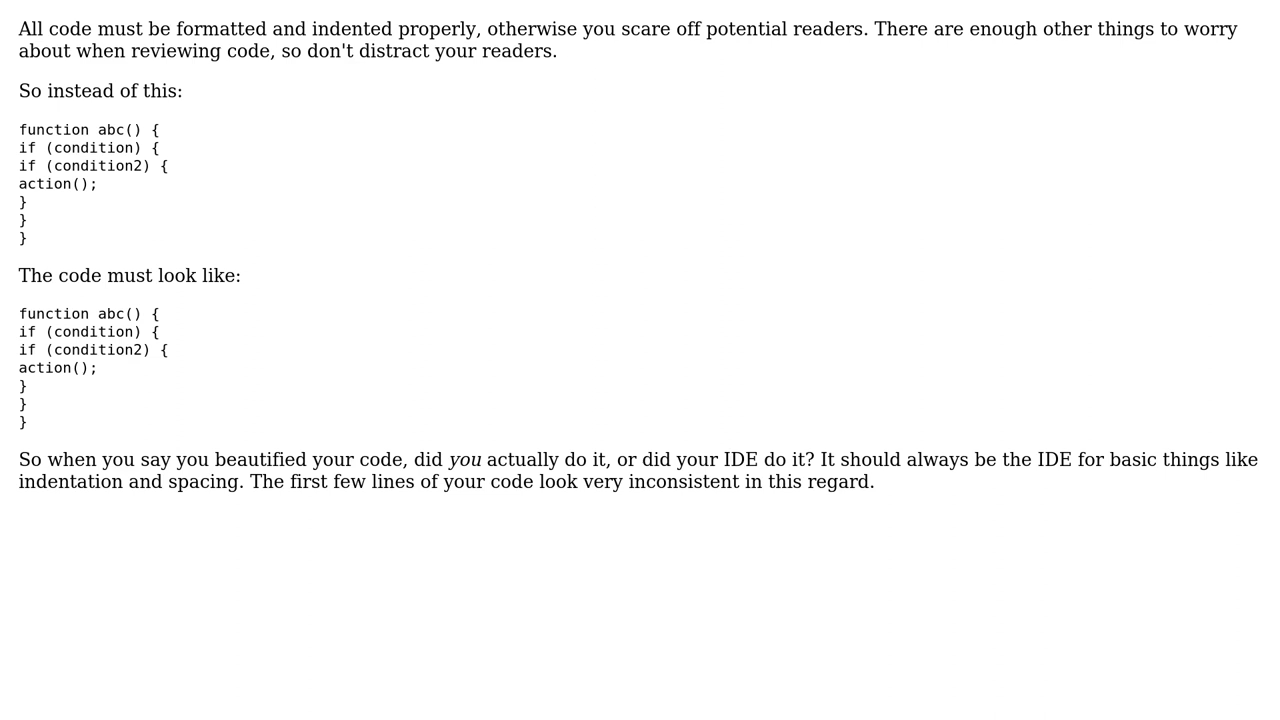 All code must be formatted and indented properly, otherwise you scare off potential readers. There are enough other things to worry
about when reviewing code, so don't distract your readers.
So instead of this:
function abc() {
if (condition) {
if (condition2) {
action();
}
}
}
The code must look like:
function abc() {
if (condition) {
if (condition2) {
action();
}
}
}
So when you say you beautified your code, did you actually do it, or did your IDE do it? It should always be the IDE for basic things like
indentation and spacing. The first few lines of your code look very inconsistent in this regard.